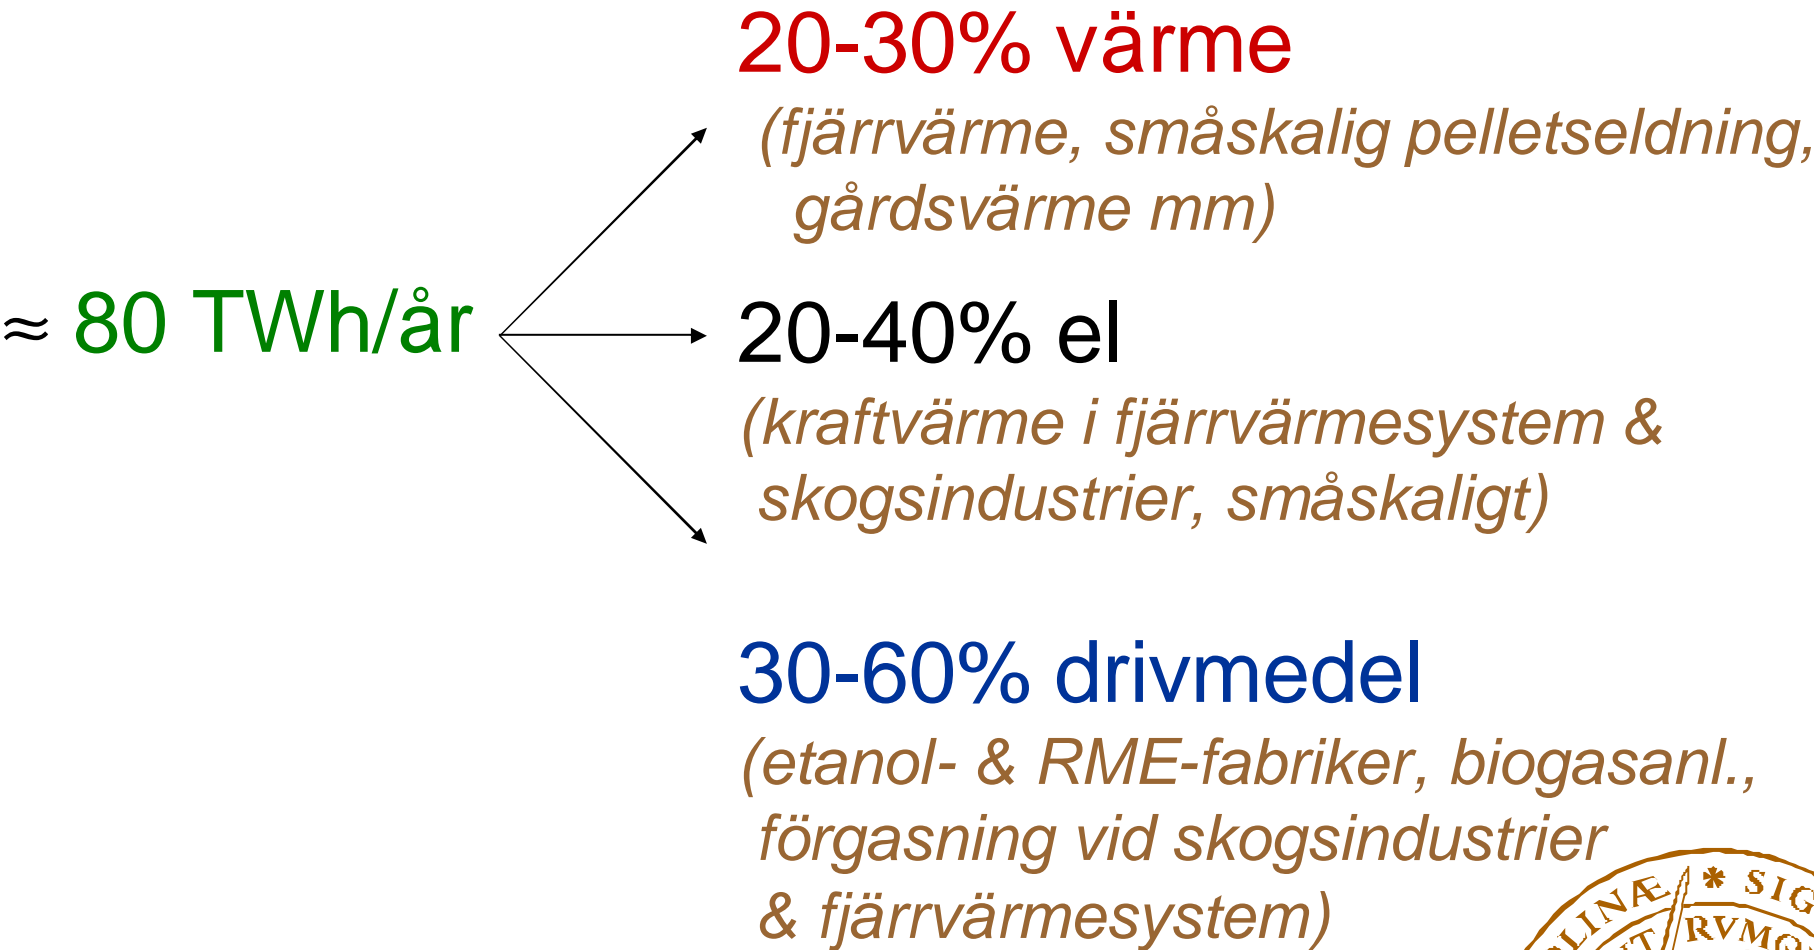 20-30% värme
(fjärrvärme, småskalig pelletseldning,
gårdsvärme mm)
≈ 80 TWh/år
20-40% el
(kraftvärme i fjärrvärmesystem &
skogsindustrier, småskaligt)
30-60% drivmedel
(etanol- & RME-fabriker, biogasanl.,
förgasning vid skogsindustrier
& fjärrvärmesystem)